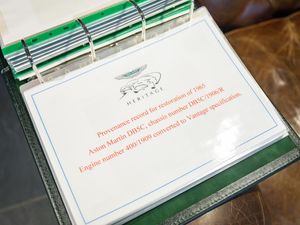 HERITAGE
Provenance record for restoration of 1965
Aston Martin DB5C, chassis number DB5C/1906/R
Engine number 400/1909 converted to Vantage specification.